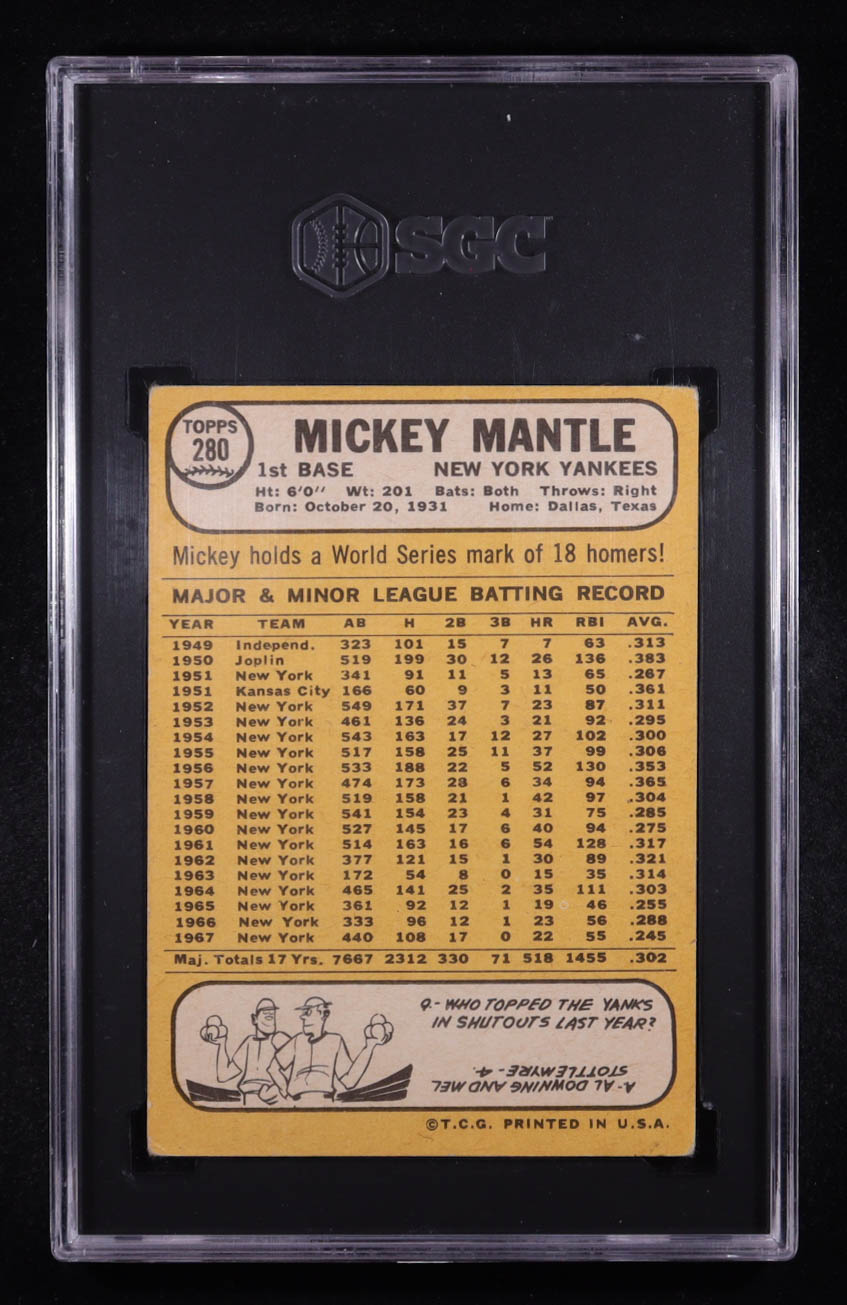 SGC
TOPPS
280
MICKEY MANTLE
1st BASE NEW YORK YANKEES
Ht: 6'0" Wt: 201 Bats: Both Throws: Right
Born: October 20, 1931 Home: Dallas, Texas
Mickey holds a World Series mark of 18 homers!
MAJOR & MINOR LEAGUE BATTING RECORD
YEAR TEAM AB H 2B 3B HR RBI AVG.
1949 Independ. 323 101 15 7 7 63 .313
1950 Joplin 519 199 30 12 26 136 .383
1951 New York 341 91 11 5 13 65 .267
1951 Kansas City 166 60 9 3 11 50 .361
1952 New York 549 171 37 7 23 87 .311
1953 New York 461 136 24 3 21 92 .295
1954 New York 543 163 17 12 27 102 .300
1955 New York 517 158 25 11 37 99 .306
1956 New York 533 188 22 5 52 130 .353
1957 New York 474 173 28 6 34 94 .365
1958 New York 519 158 21 1 42 97 .304
1959 New York 541 154 23 4 31 75 .285
1960 New York 527 145 17 6 40 94 .275
1961 New York 514 163 16 6 54 128 .317
1962 New York 377 121 15 1 30 89 .321
1963 New York 172 54 8 0 15 35 .314
1964 New York 465 141 25 2 35 111 .303
1965 New York 361 92 12 1 19 46 .255
1966 New York 333 96 12 1 23 56 .288
1967 New York 440 108 17 0 22 55 .245
Maj. Totals 17 Yrs. 7667 2312 330 71 518 1455 .302
Q.- WHO TOPPED THE YANKS
IN SHUTOUTS LAST YEAR?
A- AL DOWNING AND MEL
STOTTLEMYRE - 4.
©T.C.G. PRINTED IN U.S.A.